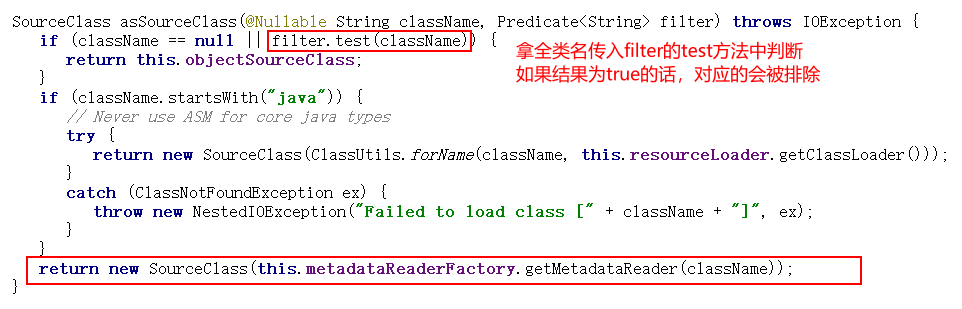 SourceClass asSourceClass(@Nullable String className, Predicate<String> filter) throws IOException {
if (className == null || filter.test(className)) {
拿全类名传入filter的test方法中判断
return this.objectSourceClass;
如果结果为true的话，对应的会被排除
}
if (className.startsWith("java")) {
// Never use ASM for core java types
try {
return new SourceClass(ClassUtils.forName(className, this.resourceLoader.getClassLoader()));
}
catch (ClassNotFoundException ex) {
throw new NestedIOException("Failed to load class [" + className + "]", ex);
}
}
return new SourceClass(this.metadataReaderFactory.getMetadataReader(className));
}